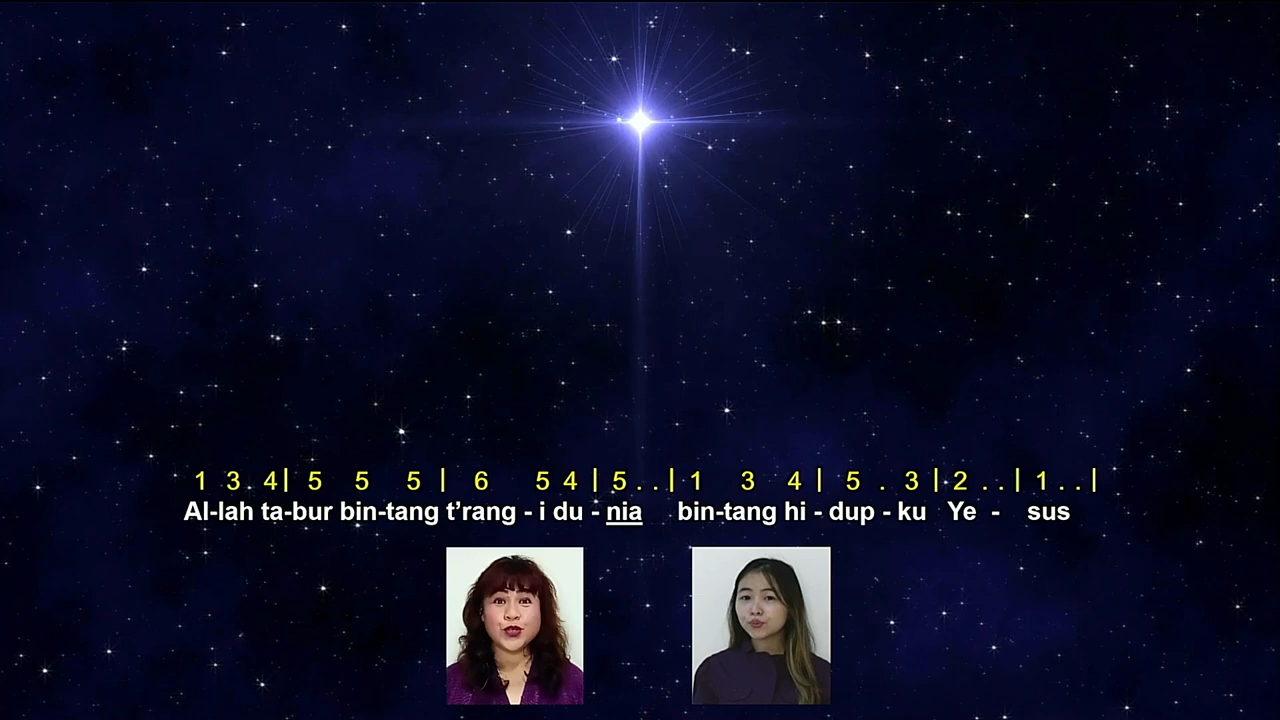 1 3 4| 5 5 5 | 6 5 4 | 5 . . | 1 3 4 | 5 . 3 | 2 . . | 1 . . |
Al-lah ta-bur bin-tang t’rang - i du - nia bin-tang hi - dup - ku Ye - sus